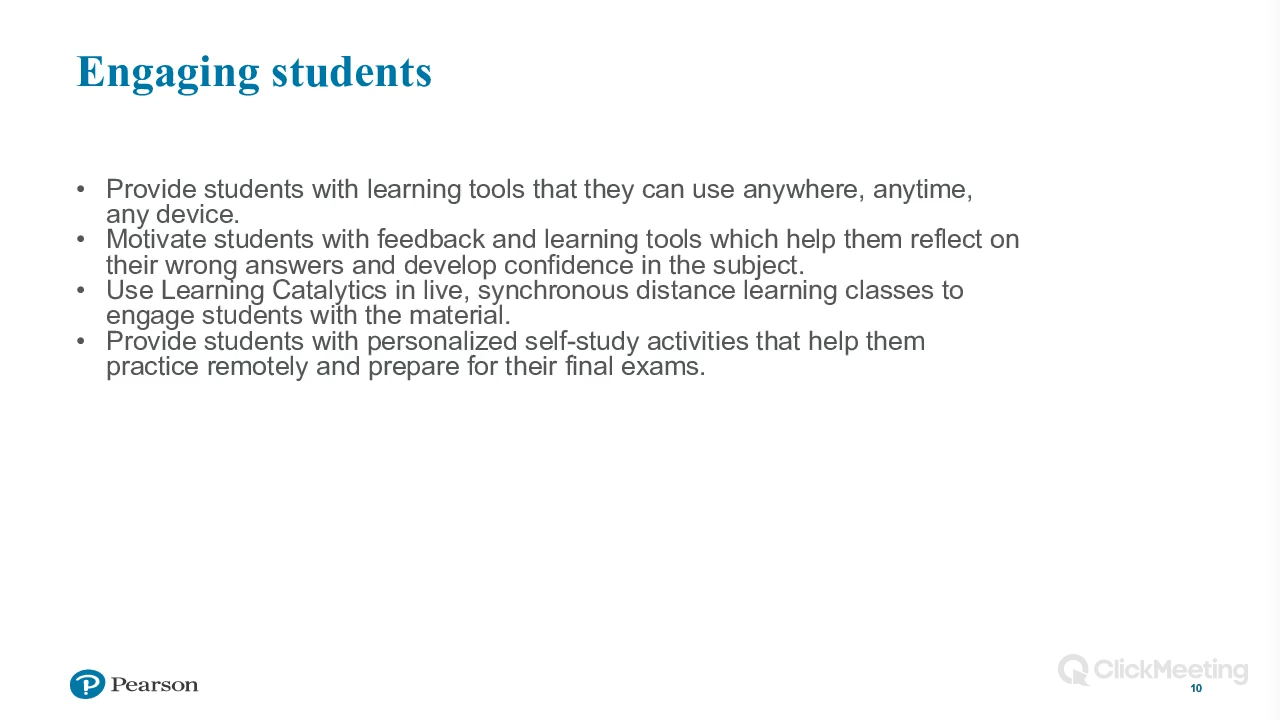 Engaging students
• Provide students with learning tools that they can use anywhere, anytime,
any device.
• Motivate students with feedback and learning tools which help them reflect on
their wrong answers and develop confidence in the subject.
• Use Learning Catalytics in live, synchronous distance learning classes to
engage students with the material.
• Provide students with personalized self-study activities that help them
practice remotely and prepare for their final exams.
Pearson
ClickMeeting
10